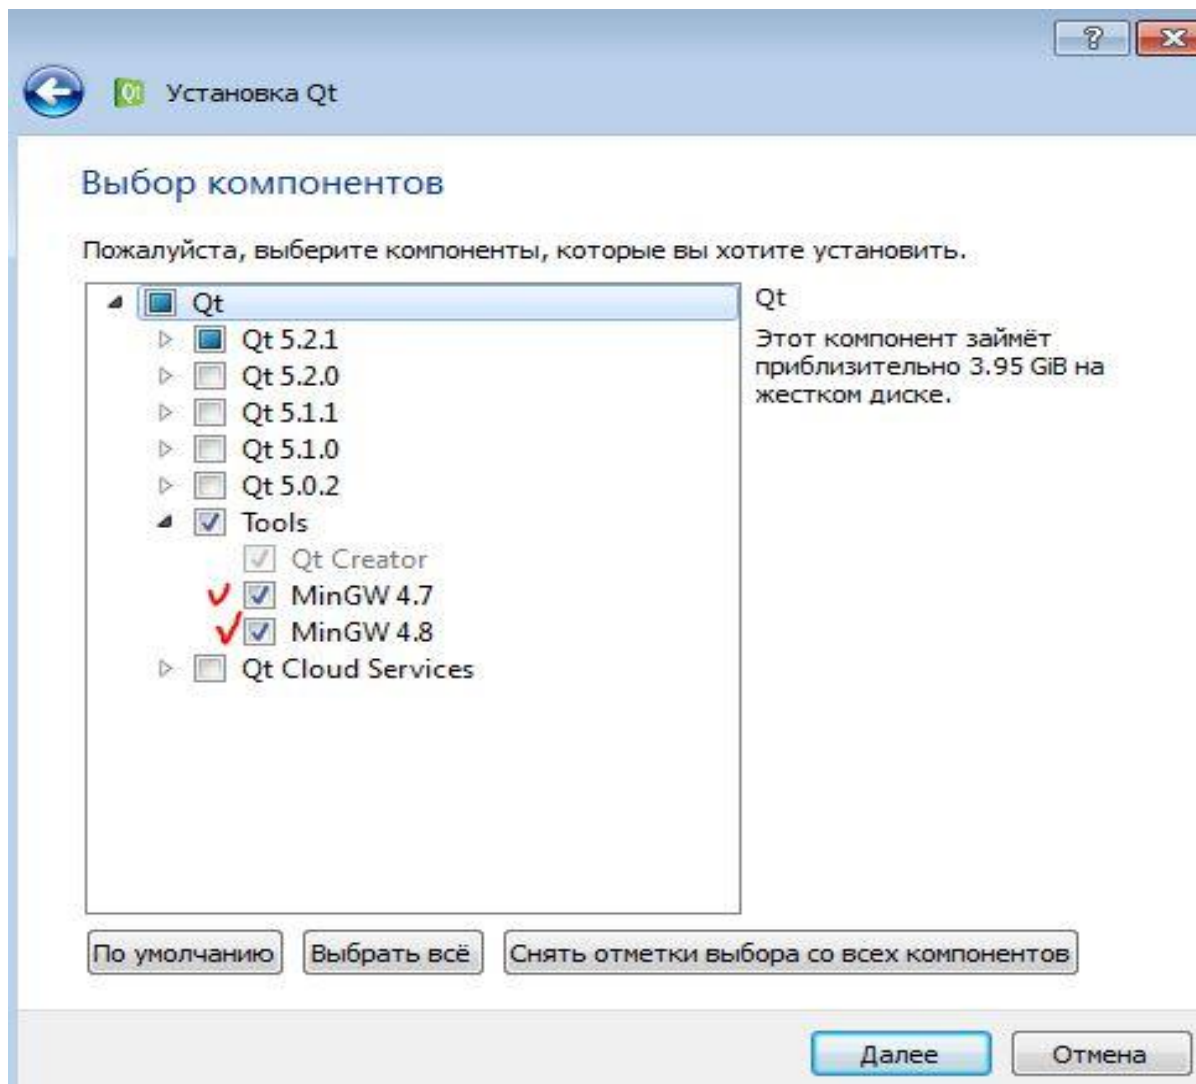 Установка Qt
Выбор компонентов
Пожалуйста, выберите компоненты, которые вы хотите установить.
Qt
Qt 5.2.1
Qt 5.2.0
Qt 5.1.1
Qt 5.1.0
Qt 5.0.2
Tools
Qt Creator
MinGW 4.7
MinGW 4.8
Qt Cloud Services
Qt
Этот компонент займёт
приблизительно 3.95 GiB на
жестком диске.
По умолчанию
Выбрать всё
Снять отметки выбора со всех компонентов
Далее
Отмена